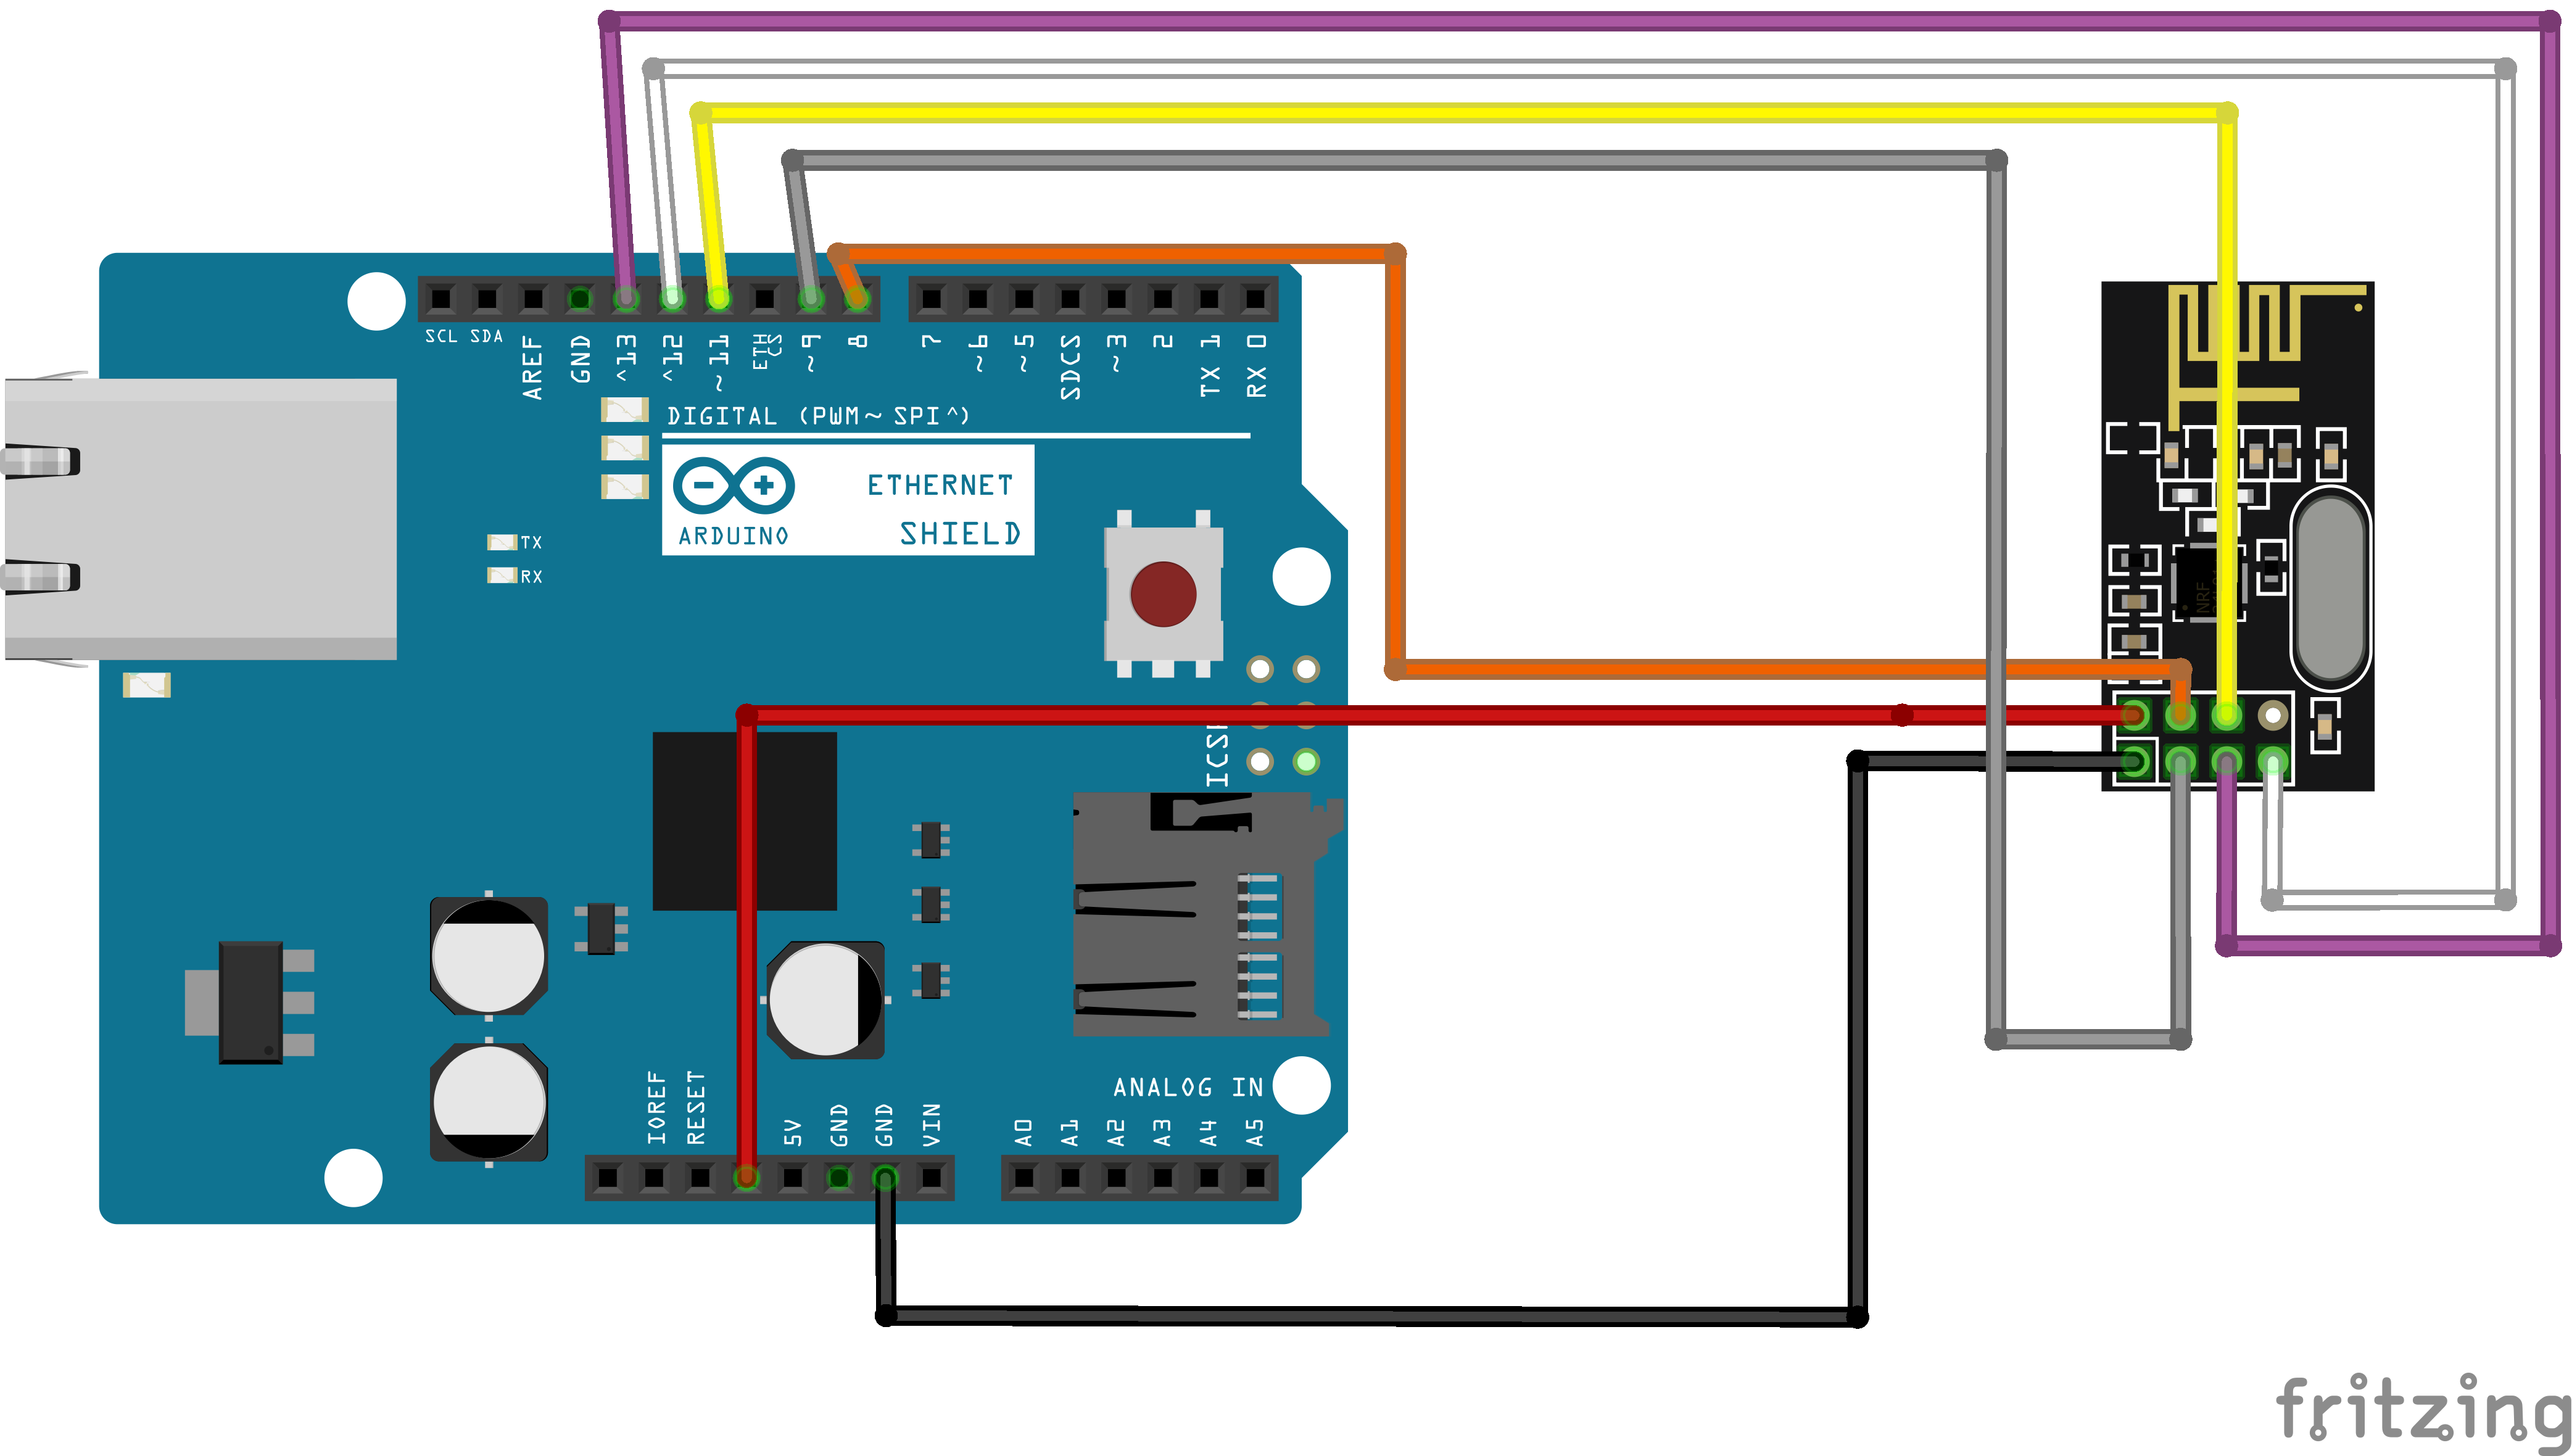 SCL SDA
AREF
GND
<13
<12
~11
ETH
CS
~9
8
7
~6
~5
SDCS
~3
2
TX 1
RX 0
DIGITAL (PWM~ SPI^)
ETHERNET
SHIELD
ARDUINO
TX
RX
ICSP
NRF
IOREF
RESET
5V
GND
GND
VIN
ANALOG IN
A0
A1
A2
A3
A4
A5
fritzing